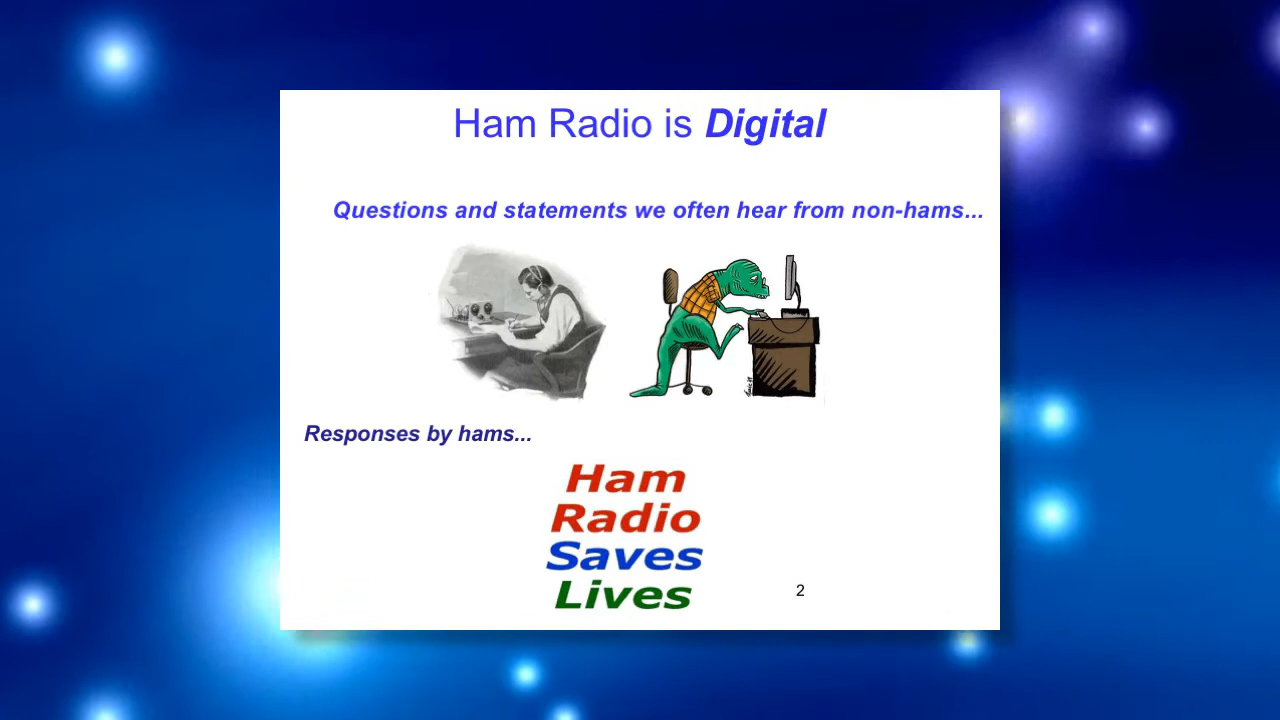 Ham Radio is Digital
Questions and statements we often hear from non-hams...
Responses by hams...
Ham
Radio
Saves
Lives
2